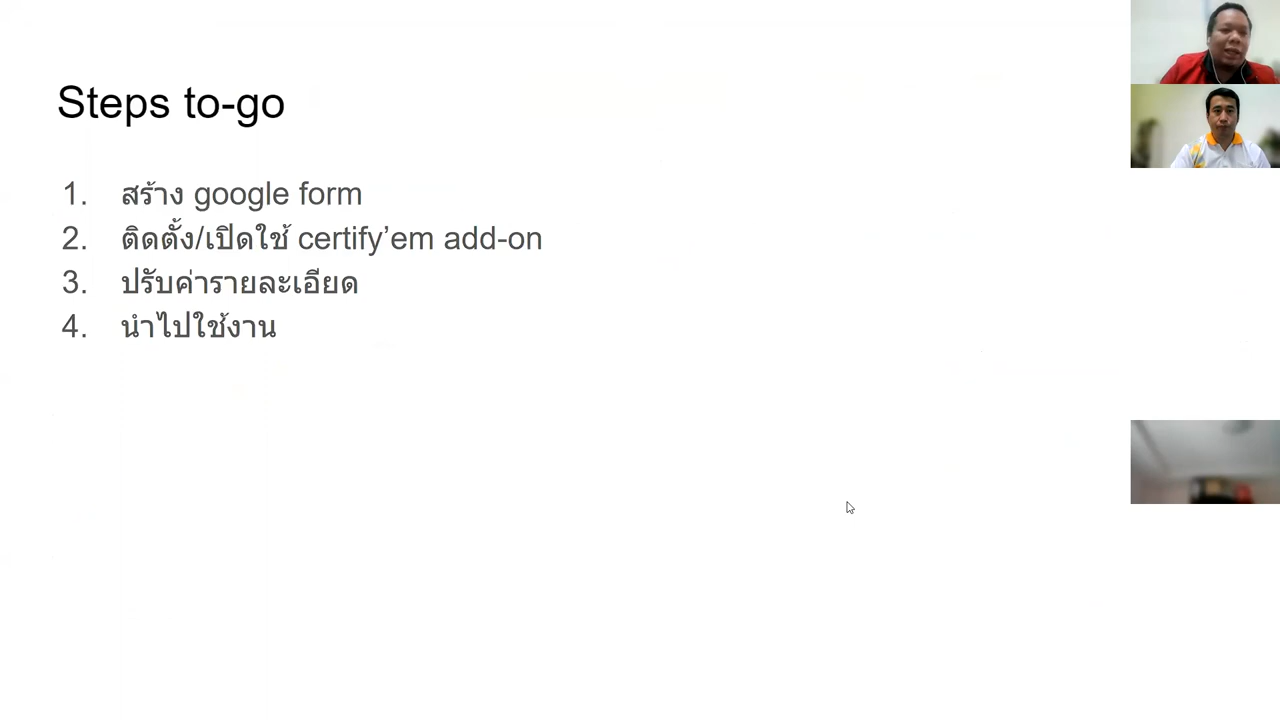 Steps to-go
1. สร้าง google form
2. ติดตั้ง/เปิดใช้ certify’em add-on
3. ปรับค่ารายละเอียด
4. นำไปใช้งาน